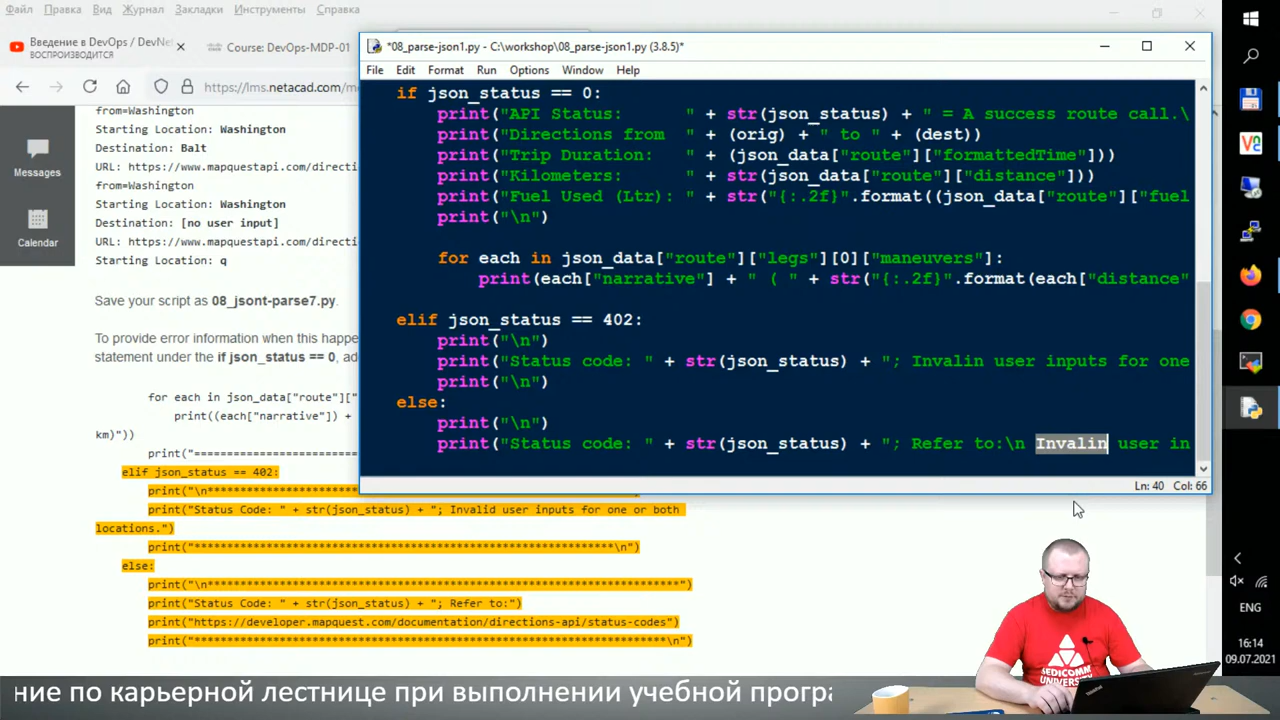 Файл Правка Вид Журнал Закладки Инструменты Справка
Введение в DevOps / DevNe
ВОСПРОИЗВОДИТСЯ
Course: DevOps-MDP-01
https://lms.netacad.com/m
Messages
Calendar
from=Washington
Starting Location: Washington
Destination: Balt
URL: https://www.mapquestapi.com/directi
from=Washington
Starting Location: Washington
Destination: [no user input]
URL: https://www.mapquestapi.com/directi
Starting Location: q
Save your script as 08_jsont-parse7.py.
To provide error information when this happe
statement under the if json_status == 0, ad
for each in json_data["route"]["
print((each["narrative"]) +
km)"))
print("==========================
elif json_status == 402:
print("Status Code: " + str(json_status) + "; Invalid user inputs for one or both
locations.")
print("****************************************************************\n")
else:
print("\n**************************************************************************")
print("Status Code: " + str(json_status) + "; Refer to:")
print("https://developer.mapquest.com/documentation/directions-api/status-codes")
print("************************************************************************\n")
*08_parse-json1.py - C:\workshop\08_parse-json1.py (3.8.5)*
File Edit Format Run Options Window Help
if json_status == 0:
print("API Status:      " + str(json_status) + " = A success route call.\
print("Directions from  " + (orig) + " to " + (dest))
print("Trip Duration:   " + (json_data["route"]["formattedTime"]))
print("Kilometers:      " + str(json_data["route"]["distance"]))
print("Fuel Used (Ltr): " + str("{:.2f}".format((json_data["route"]["fuel
print("\n")
for each in json_data["route"]["legs"][0]["maneuvers"]:
print(each["narrative"] + " ( " + str("{:.2f}".format(each["distance"
elif json_status == 402:
print("\n")
print("Status code: " + str(json_status) + "; Invalin user inputs for one
print("\n")
else:
print("\n")
print("Status code: " + str(json_status) + "; Refer to:\n Invalin user in
Ln: 40 Col: 66
ENG
16:14
09.07.2021
SEDICOMM
UNIVERSITY
ние по карьерной лестнице при выполнении учебной програ